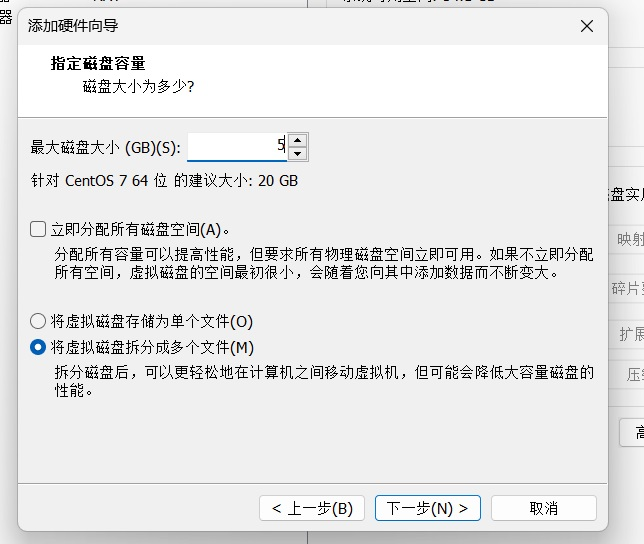 器
添加硬件向导
指定磁盘容量
磁盘大小为多少?
最大磁盘大小 (GB)(S): 5
针对 CentOS 7 64 位 的建议大小: 20 GB
立即分配所有磁盘空间(A)。
分配所有容量可以提高性能，但要求所有物理磁盘空间立即可用。如果不立即分配
所有空间，虚拟磁盘的空间最初很小，会随着您向其中添加数据而不断变大。
将虚拟磁盘存储为单个文件(O)
将虚拟磁盘拆分成多个文件(M)
拆分磁盘后，可以更轻松地在计算机之间移动虚拟机，但可能会降低大容量磁盘的
性能。
< 上一步(B) 下一步(N) > 取消
映射
碎片
扩展
压缩
高